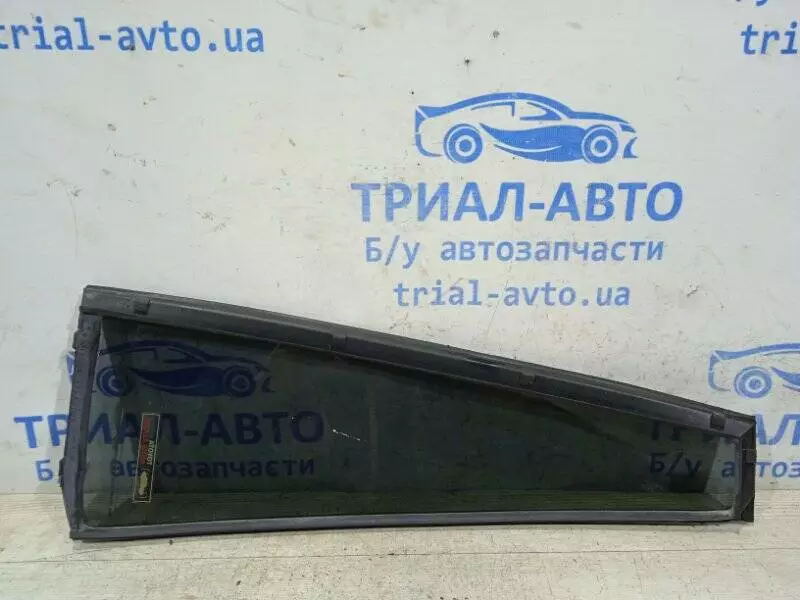 trial-avto.ua
tri
ТРИАЛ-АВТО
Б/у автозапчасти
trial-avto.ua
ТРИАЛ-АВТО
Б/у автозапчасти
Б/у